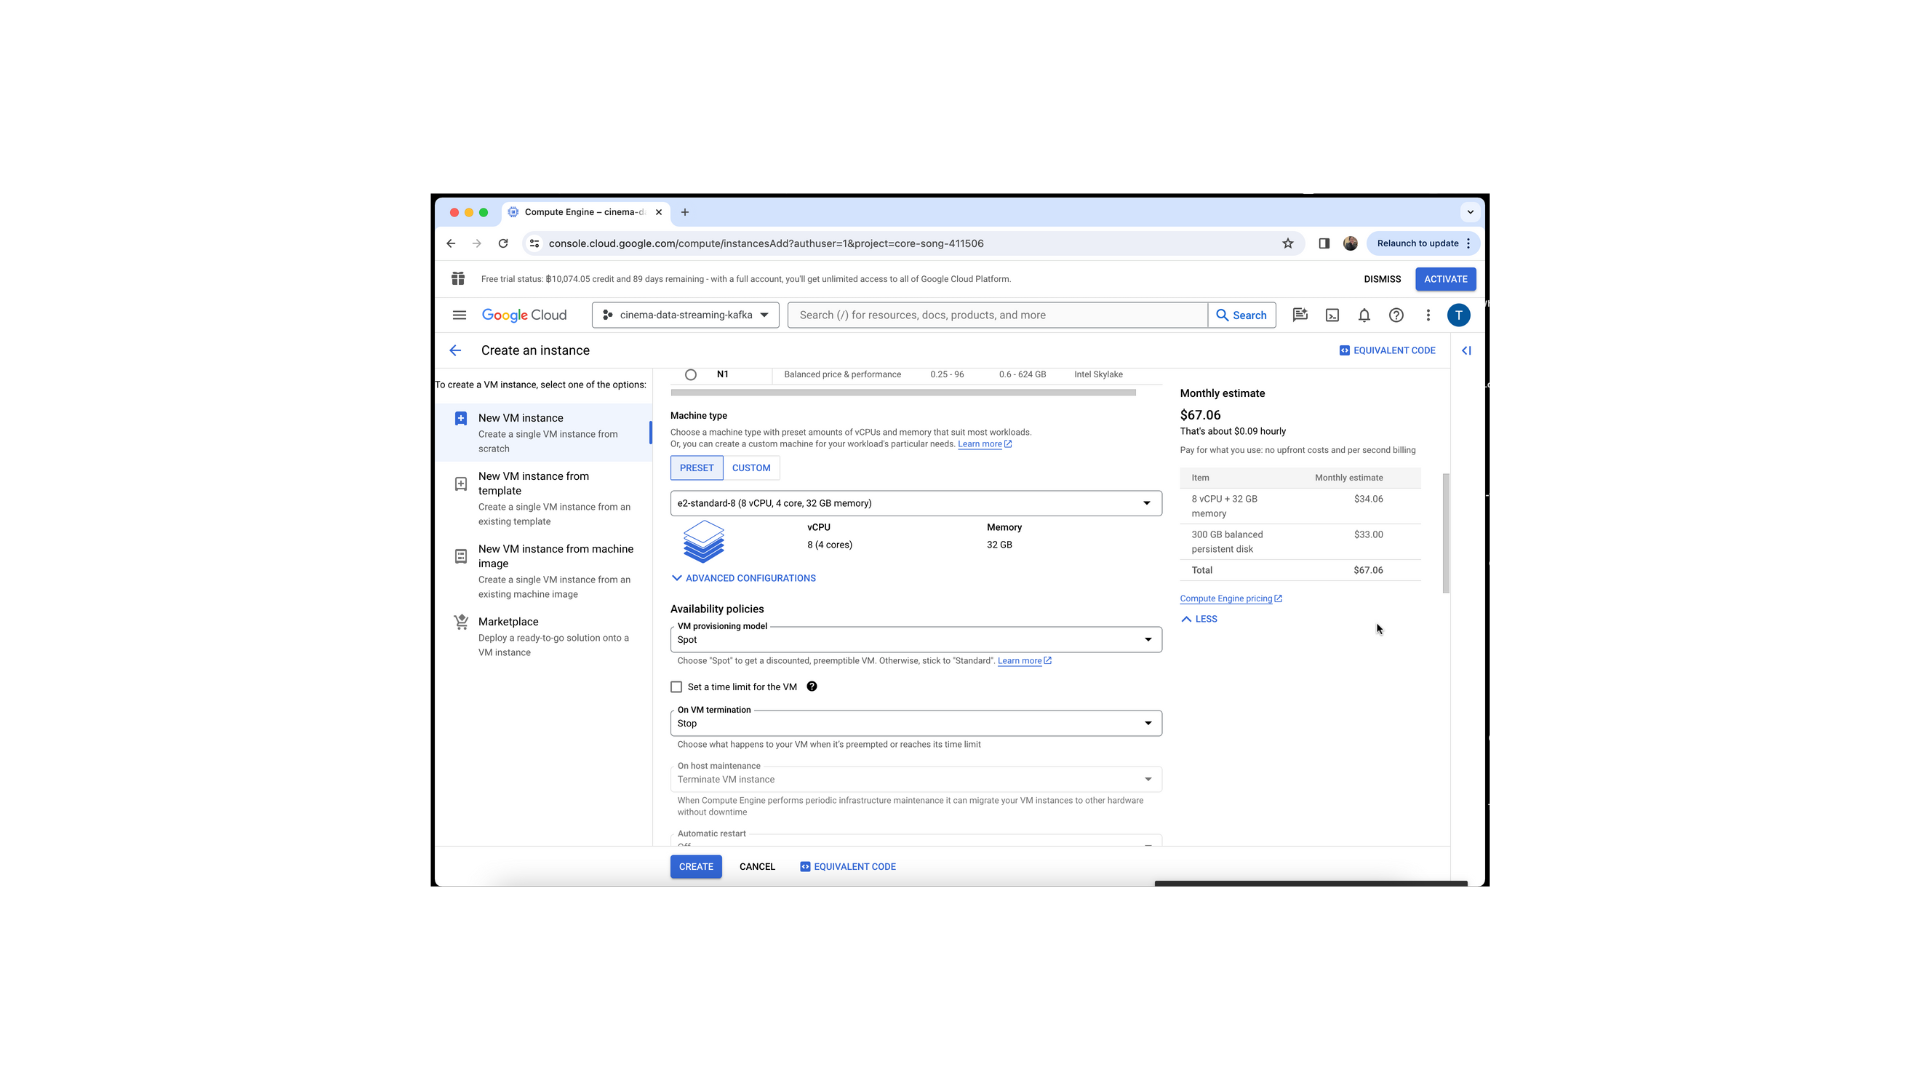 Compute Engine – cinema-d
console.cloud.google.com/compute/instancesAdd?authuser=1&project=core-song-411506
Relaunch to update
Free trial status: ฿10,074.05 credit and 89 days remaining - with a full account, you'll get unlimited access to all of Google Cloud Platform.
DISMISS
ACTIVATE
Google Cloud
cinema-data-streaming-kafka
Search (/) for resources, docs, products, and more
Search
T
Create an instance
EQUIVALENT CODE
To create a VM instance, select one of the options:
New VM instance
Create a single VM instance from
scratch
New VM instance from
template
Create a single VM instance from an
existing template
New VM instance from machine
image
Create a single VM instance from an
existing machine image
Marketplace
Deploy a ready-to-go solution onto a
VM instance
N1 Balanced price & performance 0.25 - 96 0.6 - 624 GB Intel Skylake
Machine type
Choose a machine type with preset amounts of vCPUs and memory that suit most workloads.
Or, you can create a custom machine for your workload's particular needs. Learn more
PRESET CUSTOM
e2-standard-8 (8 vCPU, 4 core, 32 GB memory)
vCPU Memory
8 (4 cores) 32 GB
ADVANCED CONFIGURATIONS
Availability policies
VM provisioning model
Spot
Choose "Spot" to get a discounted, preemptible VM. Otherwise, stick to "Standard". Learn more
Set a time limit for the VM
On VM termination
Stop
Choose what happens to your VM when it's preempted or reaches its time limit
On host maintenance
Terminate VM instance
When Compute Engine performs periodic infrastructure maintenance it can migrate your VM instances to other hardware
without downtime
Automatic restart
CREATE CANCEL EQUIVALENT CODE
Monthly estimate
$67.06
That's about $0.09 hourly
Pay for what you use: no upfront costs and per second billing
Item Monthly estimate
8 vCPU + 32 GB $34.06
memory
300 GB balanced $33.00
persistent disk
Total $67.06
Compute Engine pricing
LESS